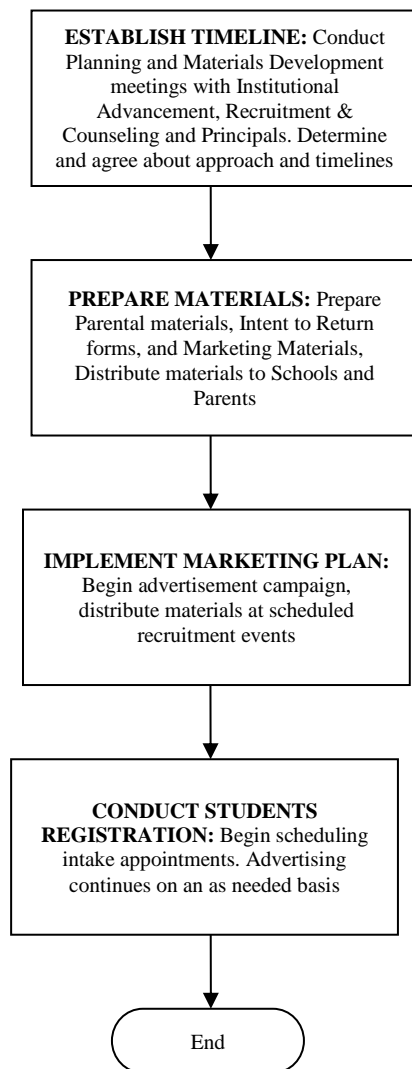 ESTABLISH TIMELINE: Conduct
Planning and Materials Development
meetings with Institutional
Advancement, Recruitment &
Counseling and Principals. Determine
and agree about approach and timelines
PREPARE MATERIALS: Prepare
Parental materials, Intent to Return
forms, and Marketing Materials,
Distribute materials to Schools and
Parents
IMPLEMENT MARKETING PLAN:
Begin advertisement campaign,
distribute materials at scheduled
recruitment events
CONDUCT STUDENTS
REGISTRATION: Begin scheduling
intake appointments. Advertising
continues on an as needed basis
End